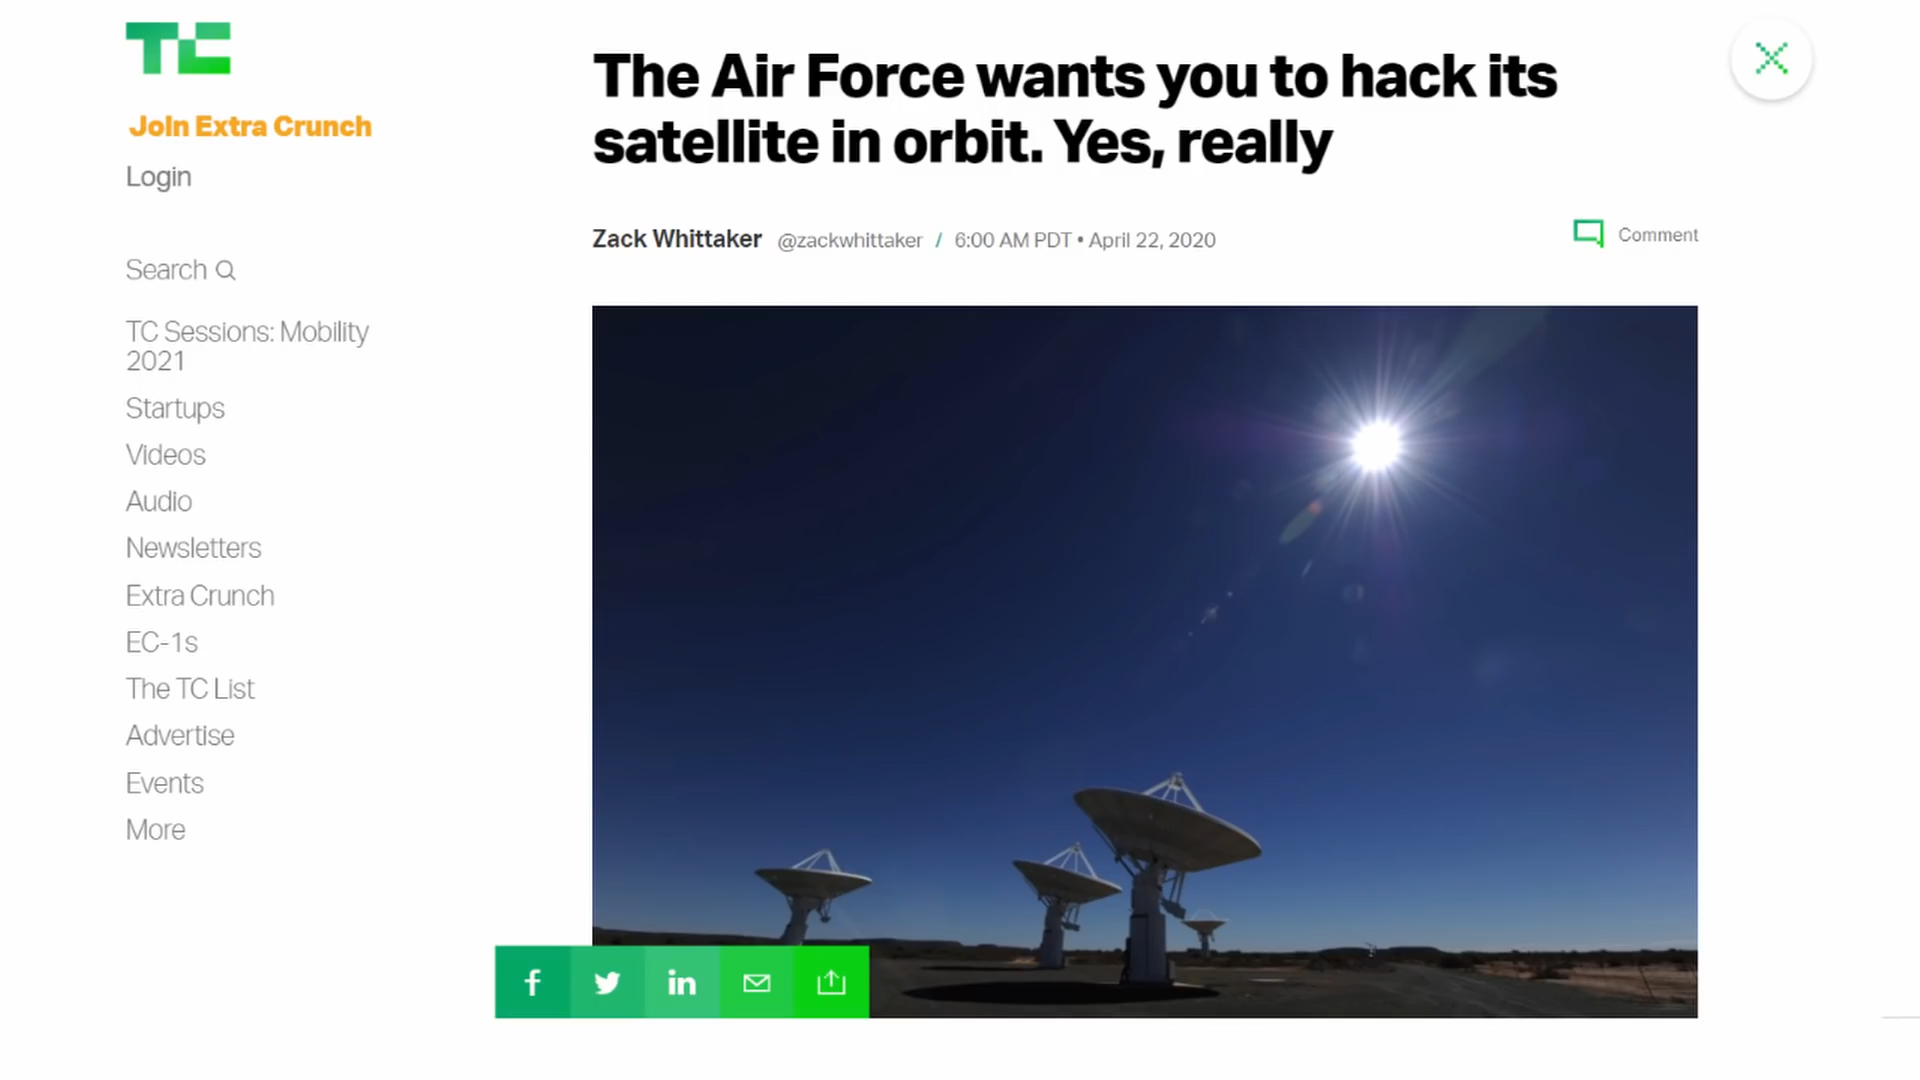 TC
Join Extra Crunch
Login
Search
TC Sessions: Mobility
2021
Startups
Videos
Audio
Newsletters
Extra Crunch
EC-1s
The TC List
Advertise
Events
More
The Air Force wants you to hack its
satellite in orbit. Yes, really
Zack Whittaker @zackwhittaker / 6:00 AM PDT • April 22, 2020
Comment
f in